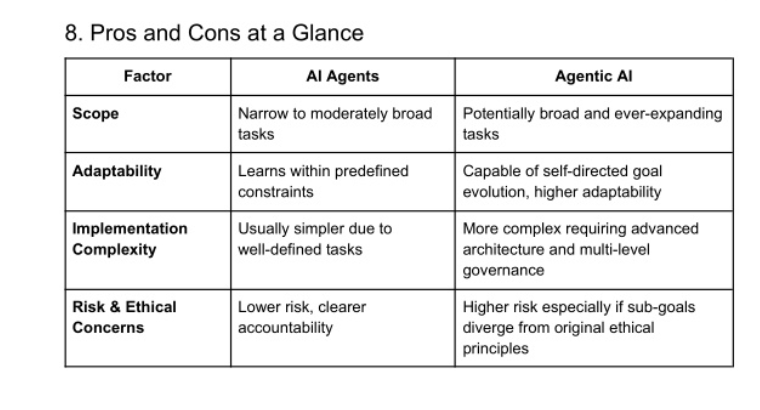 8. Pros and Cons at a Glance
Factor AI Agents Agentic AI
Scope Narrow to moderately broad Potentially broad and ever-expanding
tasks tasks
Adaptability Learns within predefined Capable of self-directed goal
constraints evolution, higher adaptability
Implementation Usually simpler due to More complex requiring advanced
Complexity well-defined tasks architecture and multi-level
governance
Risk & Ethical Lower risk, clearer Higher risk especially if sub-goals
Concerns accountability diverge from original ethical
principles